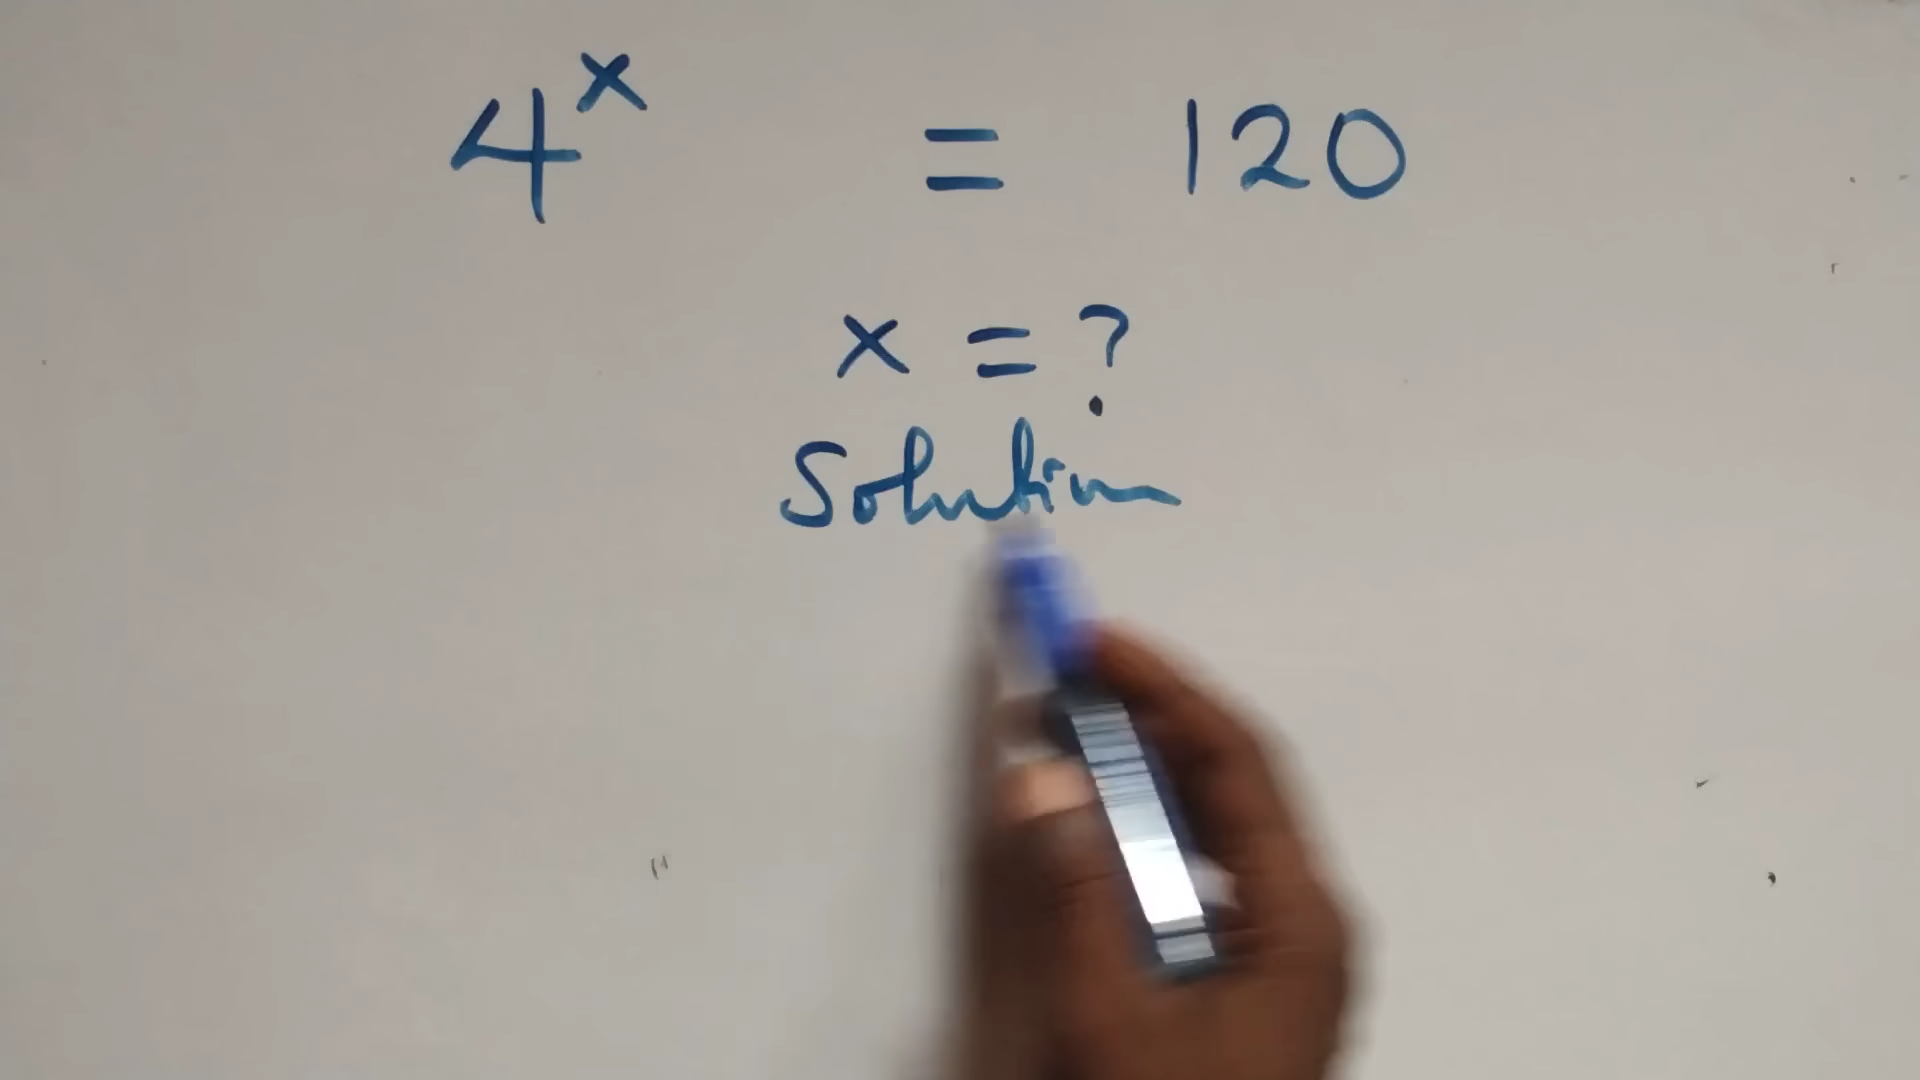 4^x = 120
x = ?
Solution